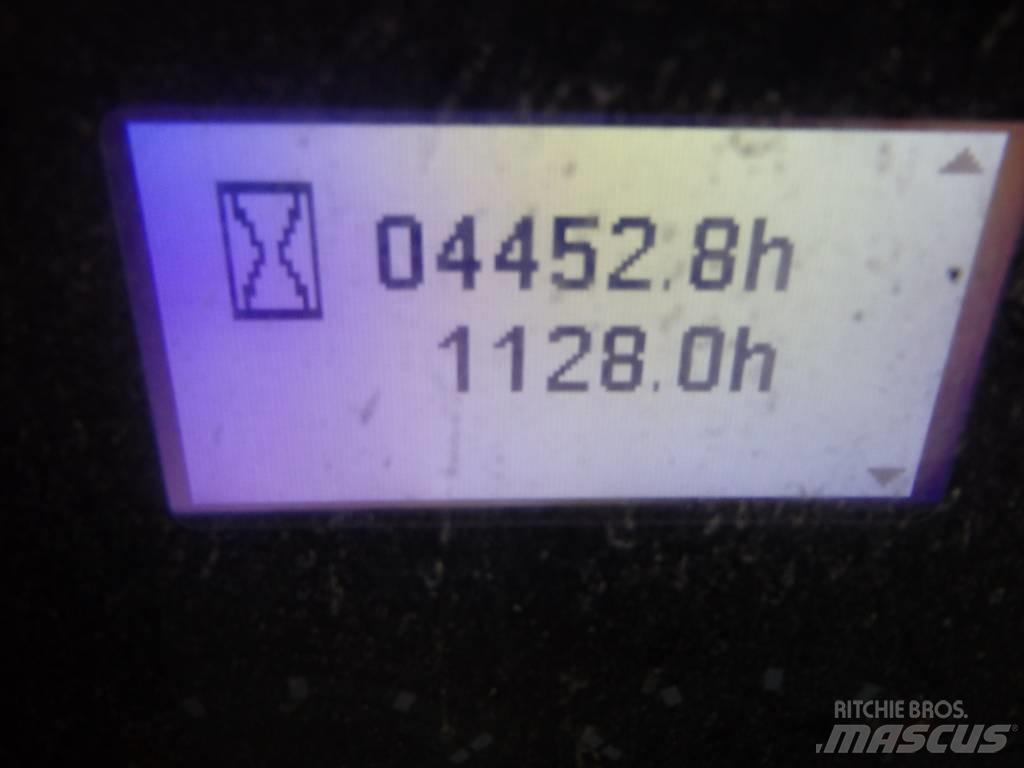 04452.8h
1128.0h
RITCHIE BROS.
MASCUS